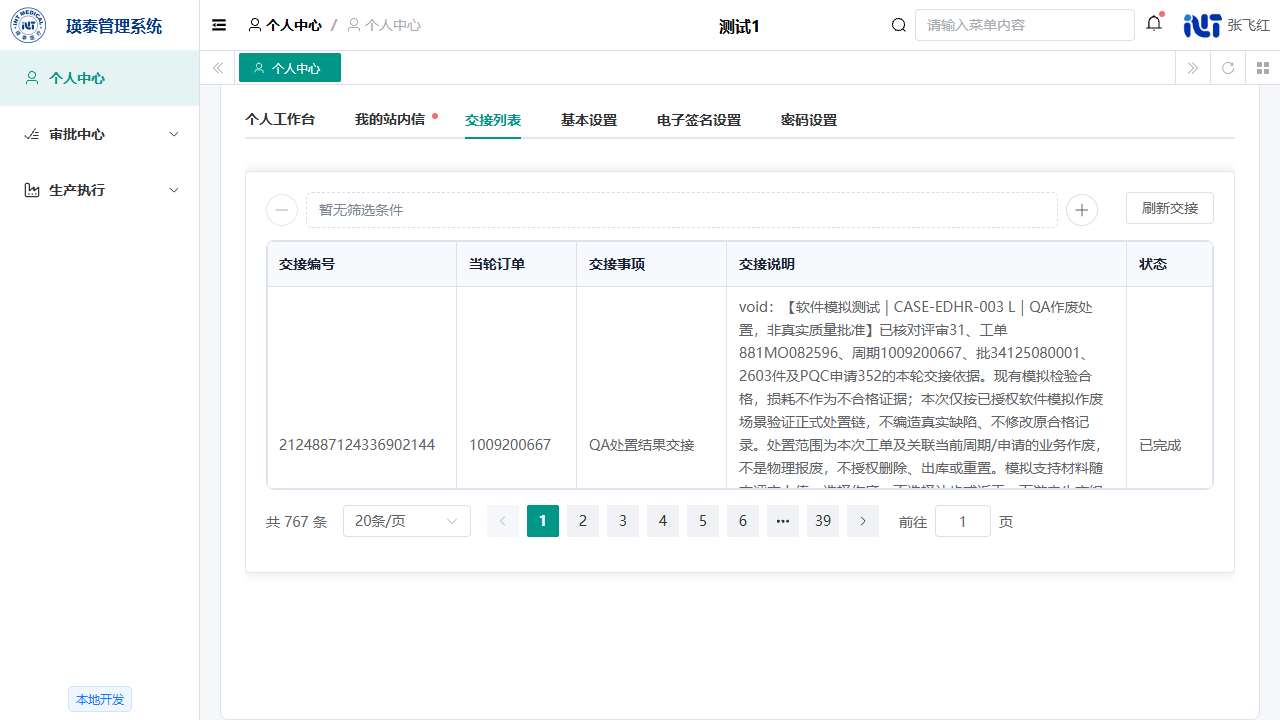 瑛泰管理系统
个人中心 / 个人中心
测试1
请输入菜单内容
张飞红
个人中心
个人中心
审批中心
生产执行
个人工作台
我的站内信
交接列表
基本设置
电子签名设置
密码设置
暂无筛选条件
刷新交接
交接编号
当轮订单
交接事项
交接说明
状态
2124887124336902144
1009200667
QA处置结果交接
void：【软件模拟测试｜CASE-EDHR-003 L｜QA作废处
置，非真实质量批准】已核对评审31、工单
881MO082596、周期1009200667、批34125080001、
2603件及PQC申请352的本轮交接依据。现有模拟检验合
格，损耗不作为不合格证据；本次仅按已授权软件模拟作废
场景验证正式处置链，不编造真实缺陷、不修改原合格记
录。处置范围为本次工单及关联当前周期/申请的业务作废，
不是物理报废，不授权删除、出库或重置。模拟支持材料随
已完成
共 767 条
20条/页
1
2
3
4
5
6
•••
39
前往
1
页
本地开发